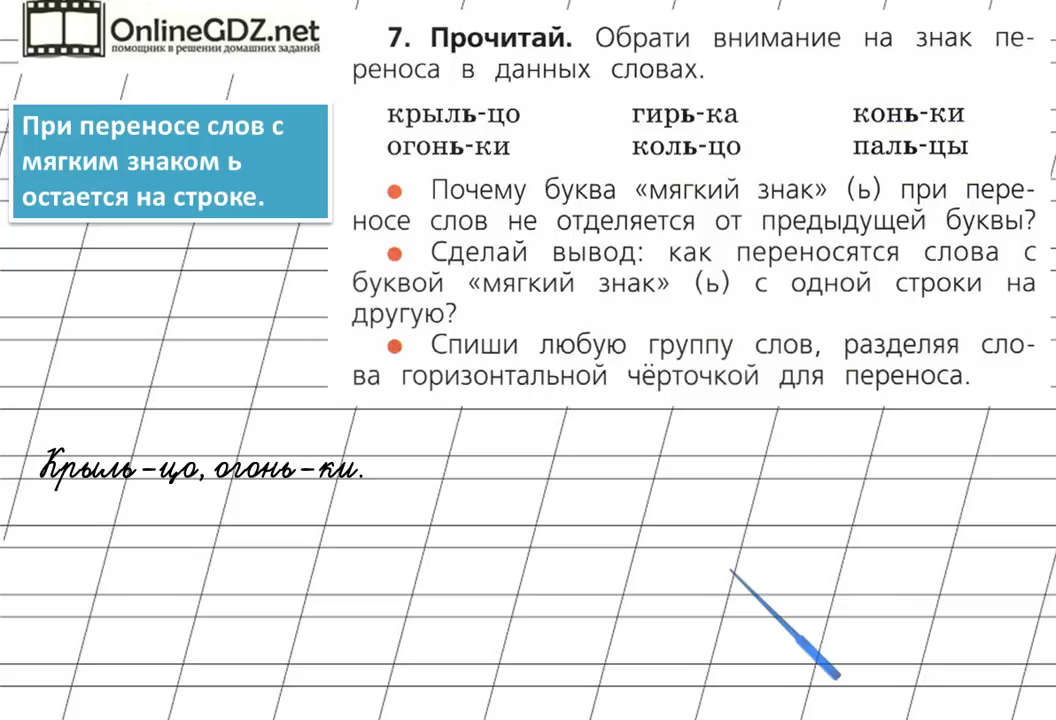 OnlineGDZ.net
помощник в решении домашних заданий
При переносе слов с
мягким знаком ь
остается на строке.
7. Прочитай. Обрати внимание на знак пе-
реноса в данных словах.
крыль-цо гирь-ка конь-ки
огонь-ки коль-цо паль-цы
● Почему буква «мягкий знак» (ь) при пере-
носе слов не отделяется от предыдущей буквы?
● Сделай вывод: как переносятся слова с
буквой «мягкий знак» (ь) с одной строки на
другую?
● Спиши любую группу слов, разделяя сло-
ва горизонтальной чёрточкой для переноса.
Крыль-цо, огонь-ки.